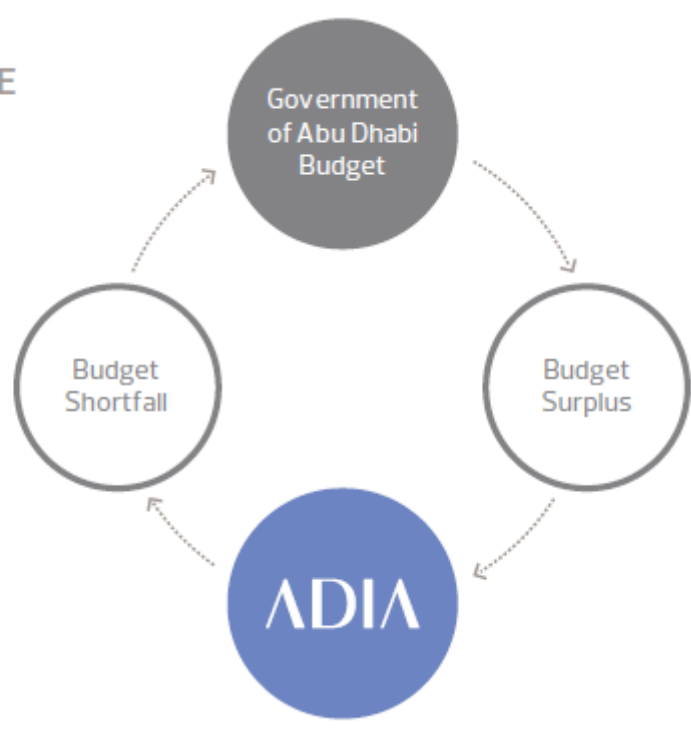 E
Government
of Abu Dhabi
Budget
Budget
Shortfall
Budget
Surplus
ADIA